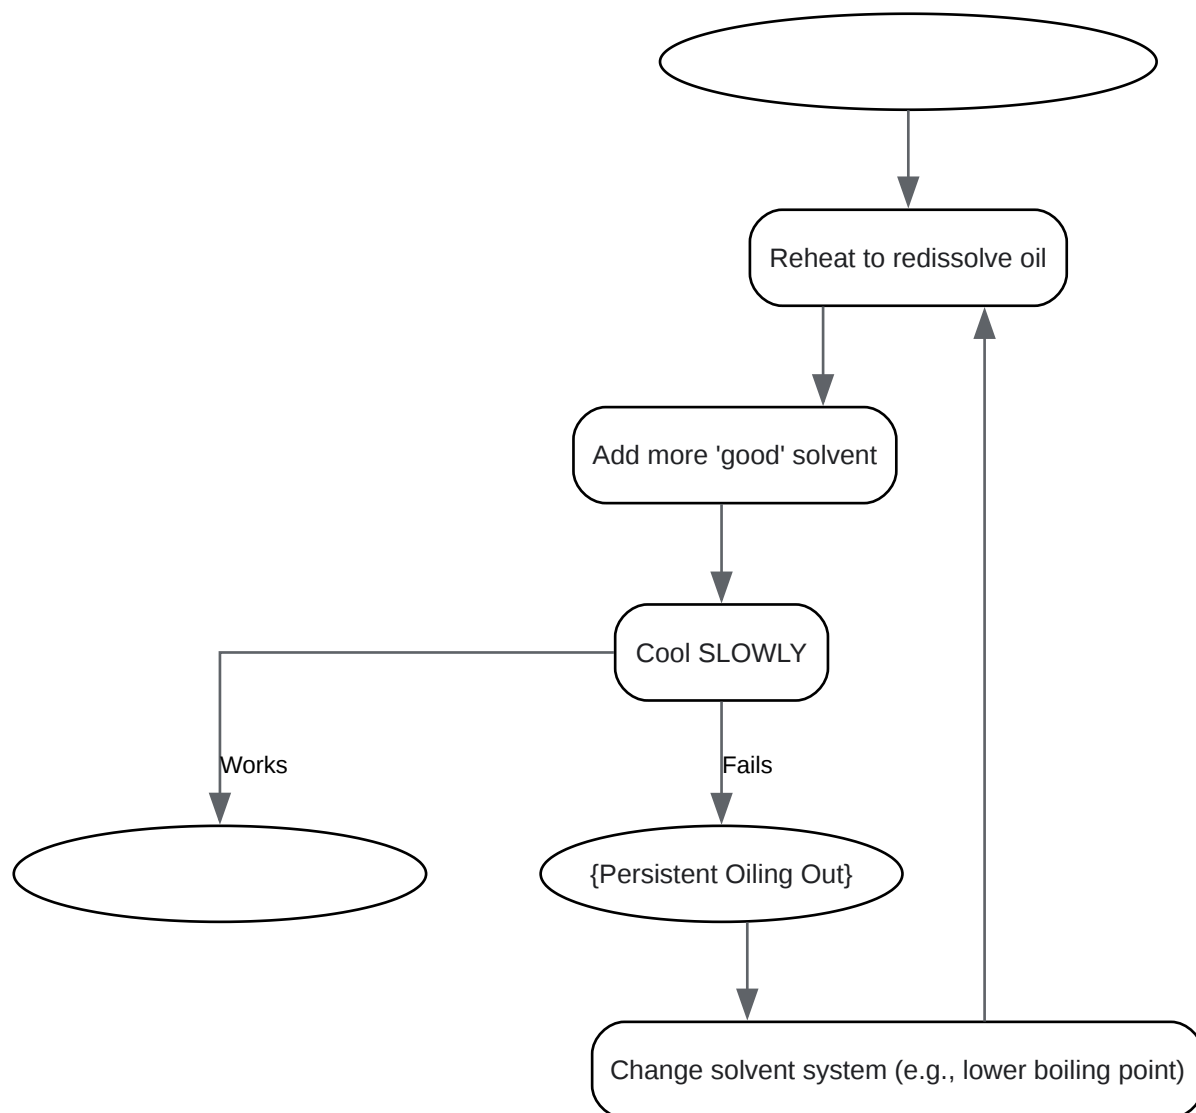 Reheat to redissolve oil
Add more 'good' solvent
Cool SLOWLY
Works
Fails
{Persistent Oiling Out}
Change solvent system (e.g., lower boiling point)